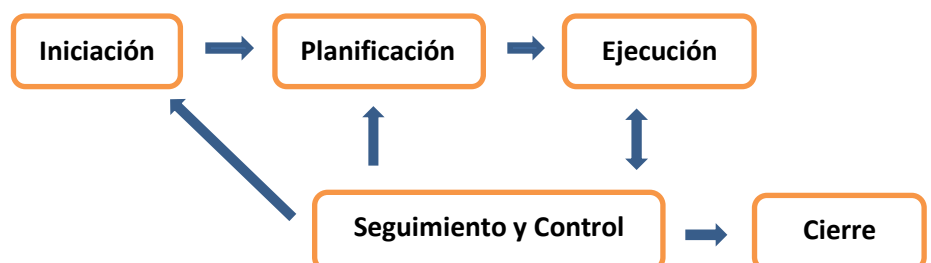 Iniciación
Planificación
Ejecución
Seguimiento y Control
Cierre